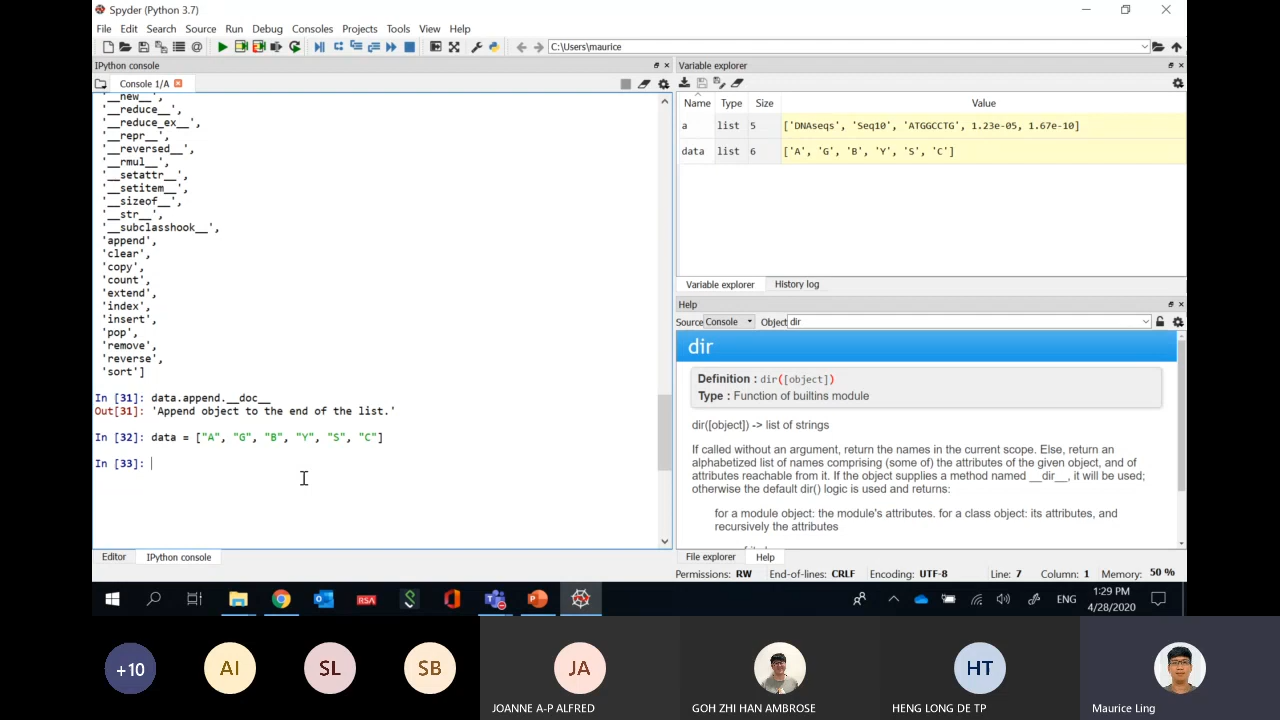 Spyder (Python 3.7)
File Edit Search Source Run Debug Consoles Projects Tools View Help
C:\Users\maurice
IPython console
Console 1/A
'__new__',
'__reduce__',
'__reduce_ex__',
'__repr__',
'__reversed__',
'__rmul__',
'__setattr__',
'__setitem__',
'__sizeof__',
'__str__',
'__subclasshook__',
'append',
'clear',
'copy',
'count',
'extend',
'index',
'insert',
'pop',
'remove',
'reverse',
'sort']
In [31]: data.append.__doc__
Out[31]: 'Append object to the end of the list.'
In [32]: data = ["A", "G", "B", "Y", "S", "C"]
In [33]:
Editor IPython console
Variable explorer
Name Type Size Value
a list 5 ['DNAseqs', 'Seq10', 'ATGGCCTG', 1.23e-05, 1.67e-10]
data list 6 ['A', 'G', 'B', 'Y', 'S', 'C']
Variable explorer History log
Help
Source Console Object dir
dir
Definition : dir([object])
Type : Function of builtins module
dir([object]) -> list of strings
If called without an argument, return the names in the current scope. Else, return an
alphabetized list of names comprising (some of) the attributes of the given object, and of
attributes reachable from it. If the object supplies a method named __dir__, it will be used;
otherwise the default dir() logic is used and returns:
for a module object: the module's attributes. for a class object: its attributes, and
recursively the attributes
File explorer Help
Permissions: RW End-of-lines: CRLF Encoding: UTF-8 Line: 7 Column: 1 Memory: 50 %
RSA
ENG
1:29 PM
4/28/2020
+10
AI
SL
SB
JA
HT
JOANNE A-P ALFRED
GOH ZHI HAN AMBROSE
HENG LONG DE TP
Maurice Ling